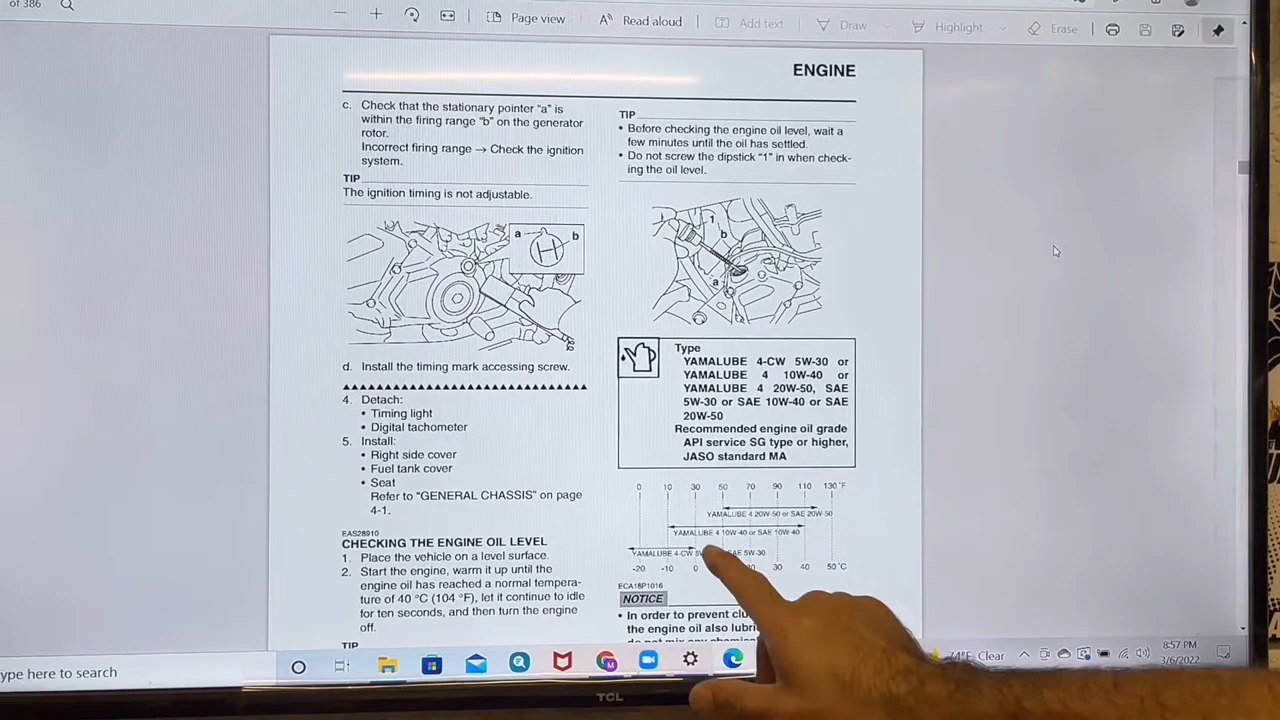 of 386
Page view
Read aloud
Add text
Draw
Highlight
Erase
ENGINE
c. Check that the stationary pointer “a” is
within the firing range “b” on the generator
rotor.
Incorrect firing range → Check the ignition
system.
TIP
The ignition timing is not adjustable.
a
b
d. Install the timing mark accessing screw.
4. Detach:
• Timing light
• Digital tachometer
5. Install:
• Right side cover
• Fuel tank cover
• Seat
Refer to “GENERAL CHASSIS” on page
4-1.
EAS28910
CHECKING THE ENGINE OIL LEVEL
1. Place the vehicle on a level surface.
2. Start the engine, warm it up until the
engine oil has reached a normal tempera-
ture of 40 °C (104 °F), let it continue to idle
for ten seconds, and then turn the engine
off.
TIP
TIP
• Before checking the engine oil level, wait a
few minutes until the oil has settled.
• Do not screw the dipstick “1” in when check-
ing the oil level.
1
b
a
Type
YAMALUBE 4-CW 5W-30 or
YAMALUBE 4 10W-40 or
YAMALUBE 4 20W-50, SAE
5W-30 or SAE 10W-40 or SAE
20W-50
Recommended engine oil grade
API service SG type or higher,
JASO standard MA
0 10 30 50 70 90 110 130 °F
YAMALUBE 4 20W-50 or SAE 20W-50
YAMALUBE 4 10W-40 or SAE 10W-40
YAMALUBE 4-CW SAE 5W-30
-20 -10 0 30 40 50 °C
ECA18P1016
NOTICE
• In order to prevent
the engine oil also
do not mix any
ype here to search
74°F Clear
8:57 PM
3/6/2022
TCL